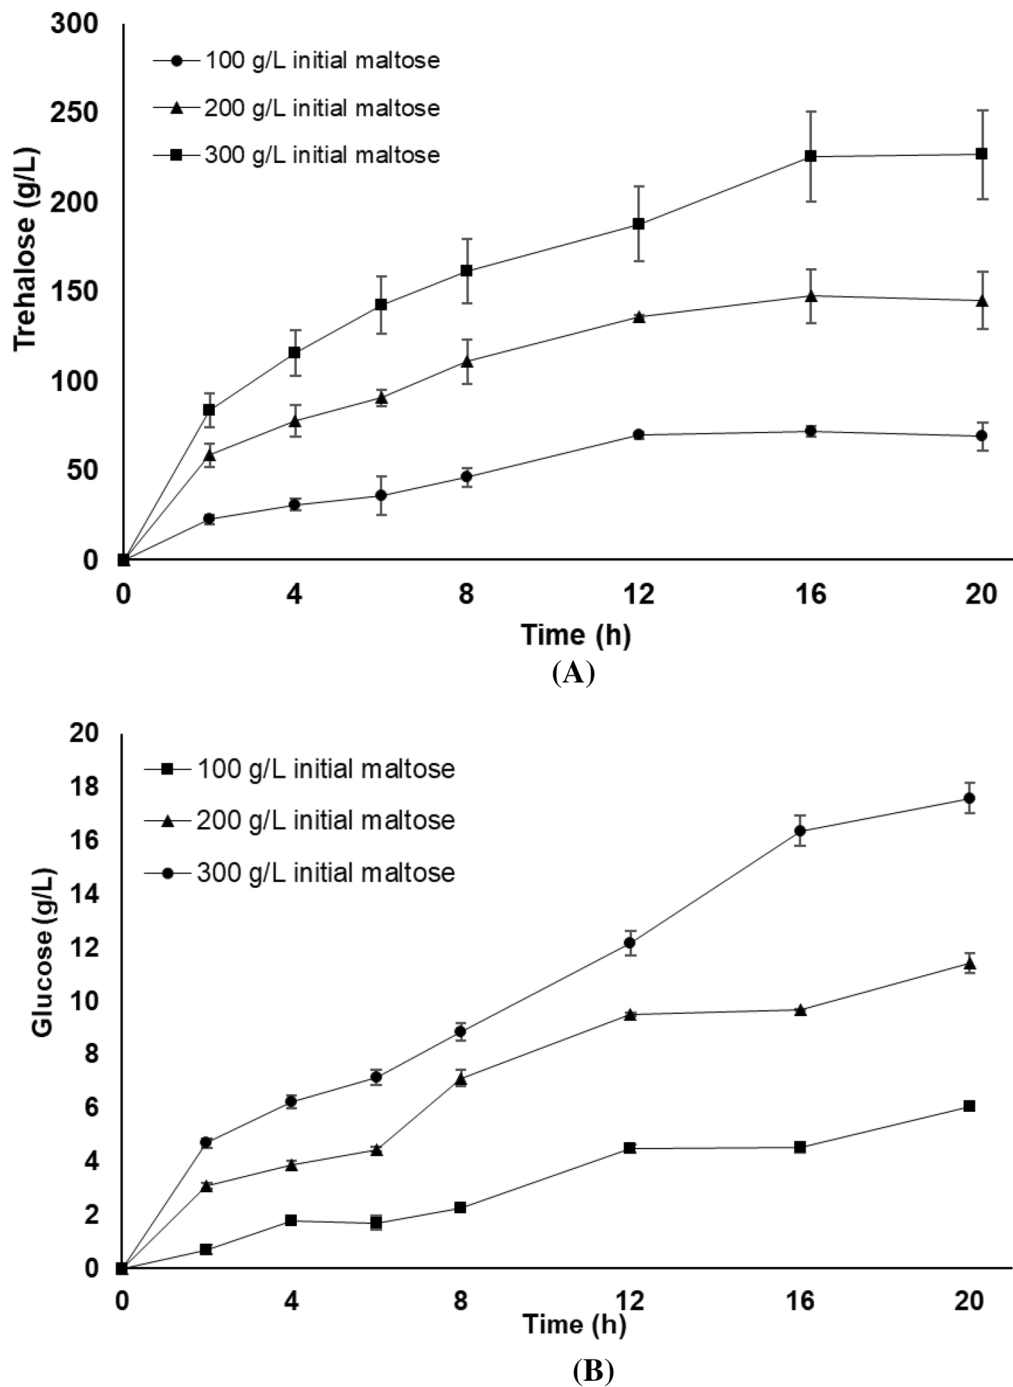 300
250
200
150
100
50
0
Trehalose (g/L)
100 g/L initial maltose
200 g/L initial maltose
300 g/L initial maltose
0 4 8 12 16 20
Time (h)
(A)
20
18
16
14
12
10
8
6
4
2
0
Glucose (g/L)
100 g/L initial maltose
200 g/L initial maltose
300 g/L initial maltose
0 4 8 12 16 20
Time (h)
(B)